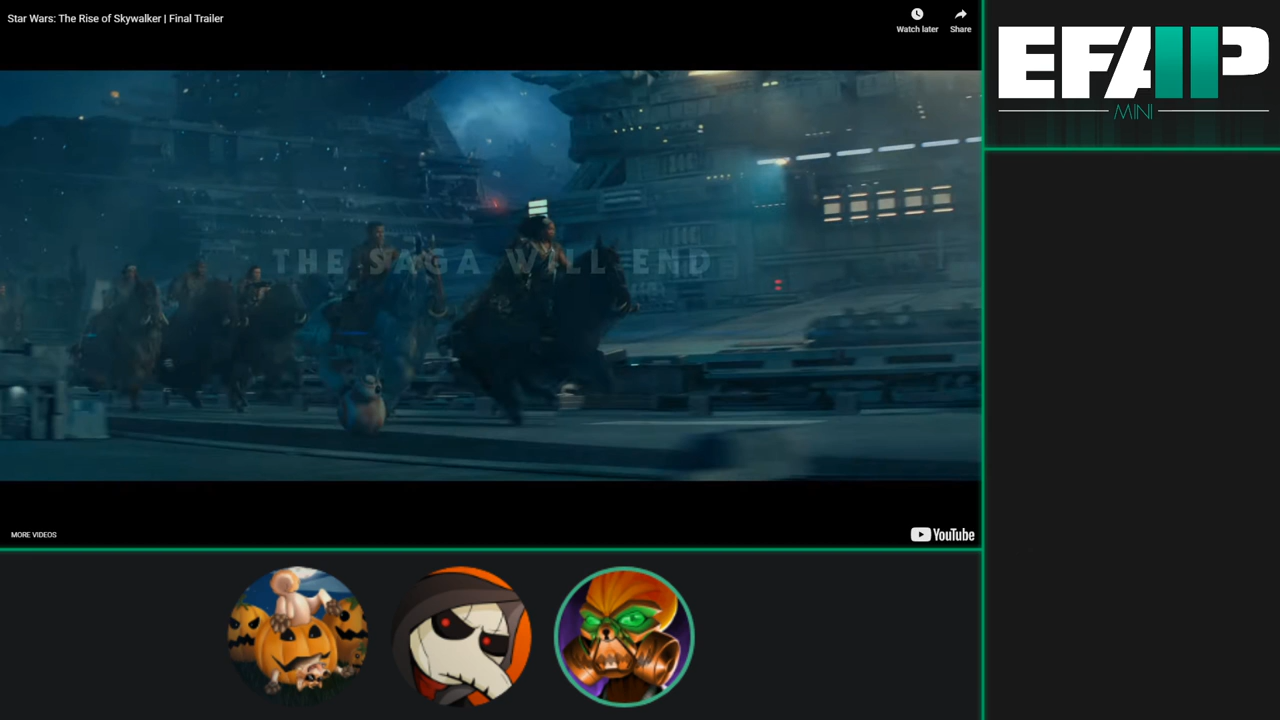 Star Wars: The Rise of Skywalker | Final Trailer
Watch later
Share
EFAP
MINI
THE SAGA WILL END
MORE VIDEOS
YouTube